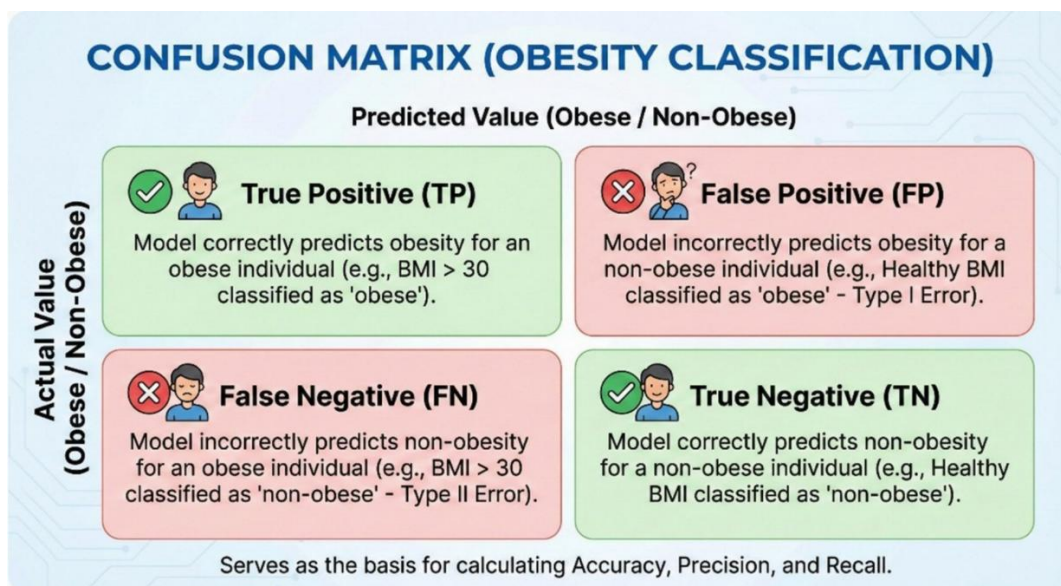 CONFUSION MATRIX (OBESITY CLASSIFICATION)
Predicted Value (Obese / Non-Obese)
Actual Value
(Obese / Non-Obese)
True Positive (TP)
Model correctly predicts obesity for an
obese individual (e.g., BMI > 30
classified as 'obese').
?
False Positive (FP)
Model incorrectly predicts obesity for a
non-obese individual (e.g., Healthy BMI
classified as 'obese' - Type I Error).
False Negative (FN)
Model incorrectly predicts non-obesity
for an obese individual (e.g., BMI > 30
classified as 'non-obese' - Type II Error).
True Negative (TN)
Model correctly predicts non-obesity
for a non-obese individual (e.g., Healthy
BMI classified as 'non-obese').
Serves as the basis for calculating Accuracy, Precision, and Recall.